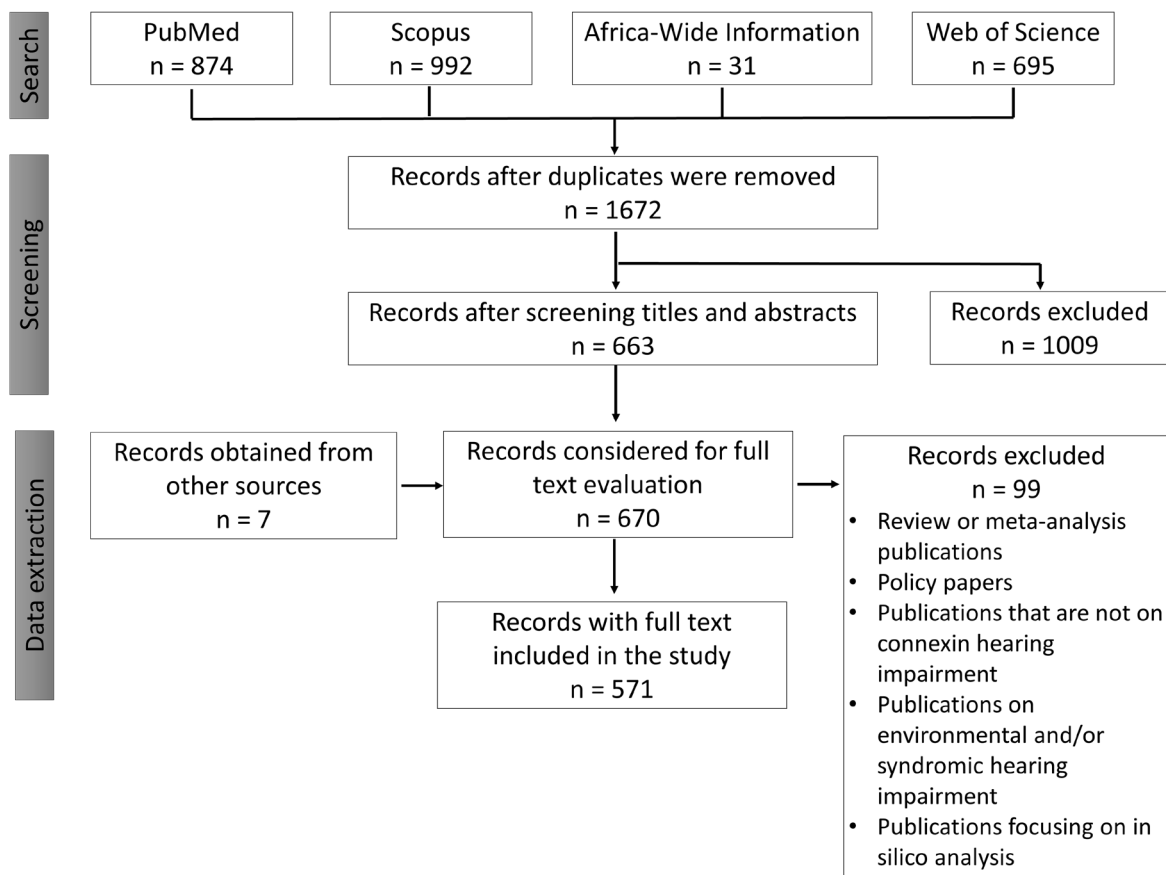 Search
PubMed
n = 874
Scopus
n = 992
Africa-Wide Information
n = 31
Web of Science
n = 695
Screening
Records after duplicates were removed
n = 1672
Records after screening titles and abstracts
n = 663
Records excluded
n = 1009
Data extraction
Records obtained from
other sources
n = 7
Records considered for full
text evaluation
n = 670
Records excluded
n = 99
• Review or meta-analysis
publications
• Policy papers
• Publications that are not on
connexin hearing
impairment
• Publications on
environmental and/or
syndromic hearing
impairment
• Publications focusing on in
silico analysis
Records with full text
included in the study
n = 571